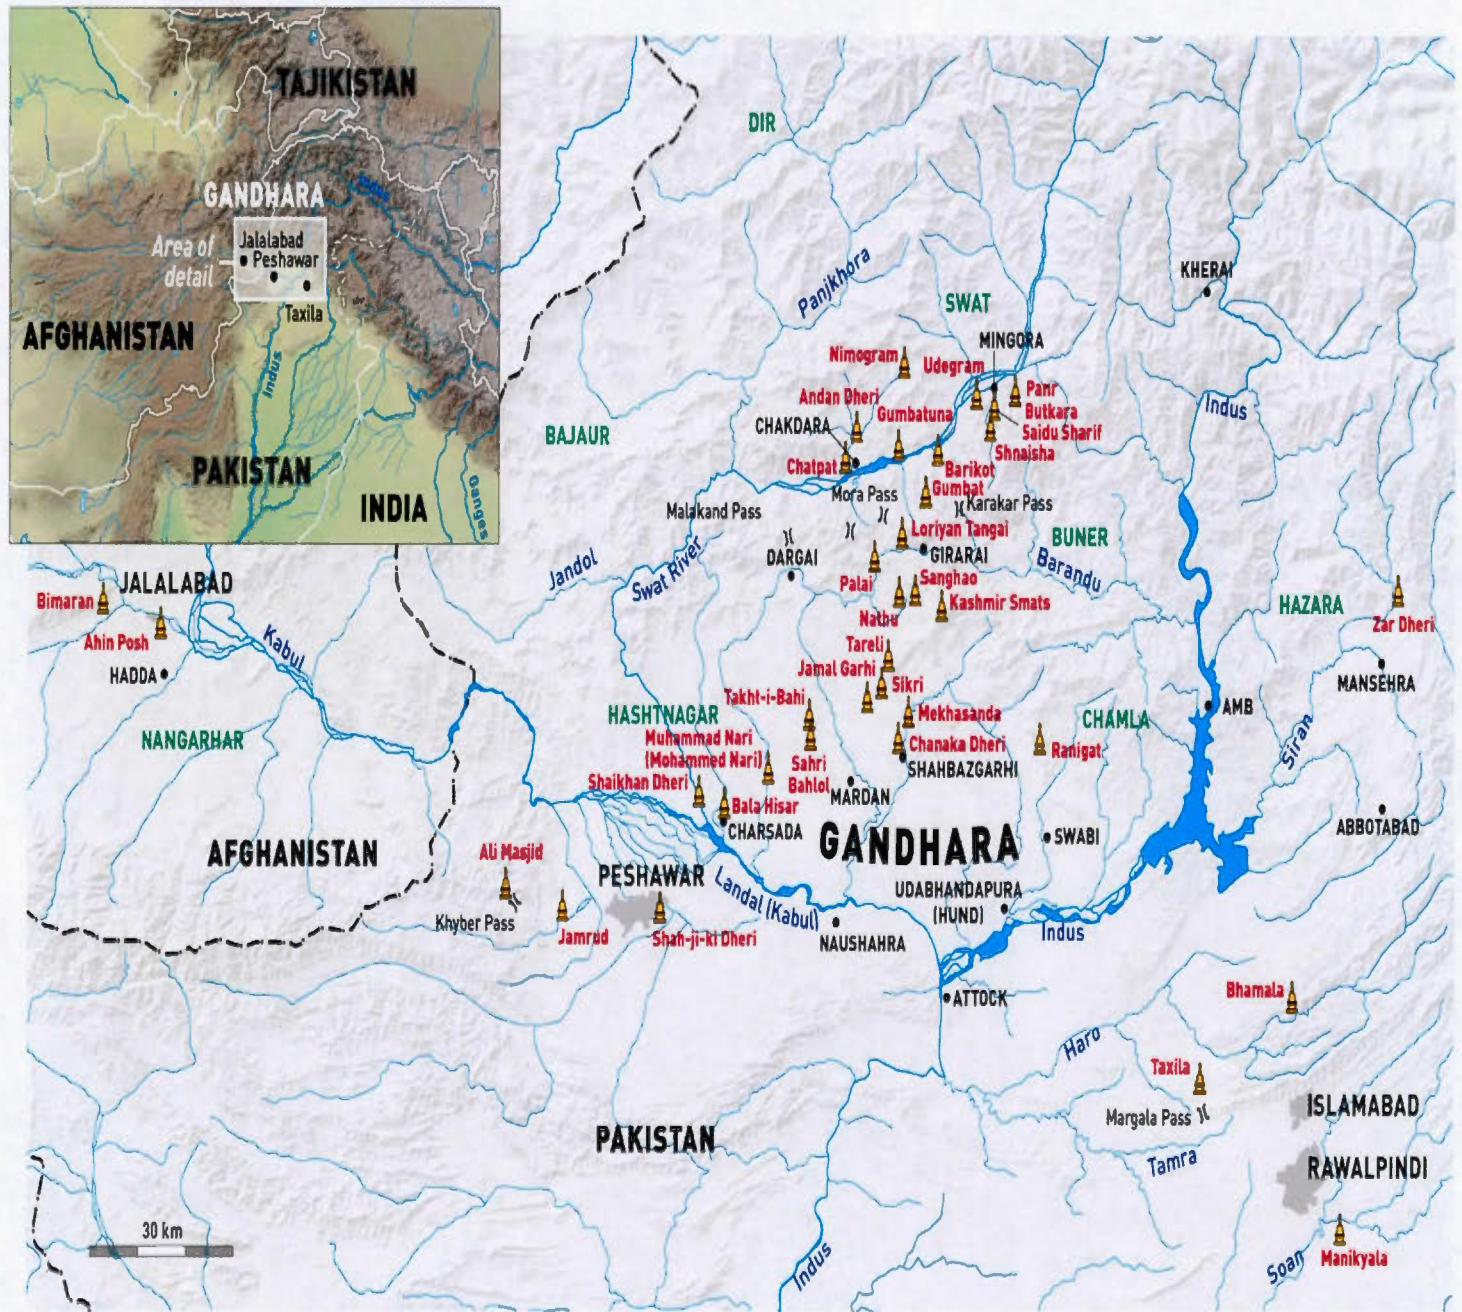 TAJIKISTAN
GANDHARA
Indus
Area of
detail
Jalalabad
Peshawar
Taxila
AFGHANISTAN
Indus
PAKISTAN
INDIA
Ganges
DIR
Panjkhora
SWAT
KHERAI
MINGORA
Nimogram
Udegram
Panr
Andan Dheri
Gumbatuna
Butkara
Saidu Sharif
Indus
CHAKDARA
Shnaisha
BAJAUR
Chatpat
Barikot
Gumbat
Mora Pass
Karakar Pass
Malakand Pass
Loriyan Tangai
BUNER
DARGAI
GIRARAI
Jandol
Swat River
Barandu
Palai
Sanghao
JALALABAD
Bimaran
Nathu
Kashmir Smats
HAZARA
Zar Dheri
Ahin Posh
Kabul
Tareli
HADDA
Jamal Garhi
Sikri
MANSEHRA
Takht-i-Bahi
HASHTNAGAR
Mekhasanda
CHAMLA
AMB
NANGARHAR
Muhammad Nari
(Mohammed Nari)
Chanaka Dheri
Ranigat
Siran
Sahri
Bahlol
SHAHBAZGARHI
Shaikhan Dheri
MARDAN
Bala Hisar
CHARSADA
GANDHARA
SWABI
ABBOTABAD
AFGHANISTAN
Ali Masjid
PESHAWAR
Landal (Kabul)
UDABHANDAPURA
(HUND)
Khyber Pass
Jamrud
Shah-ji-ki Dheri
NAUSHAHRA
Indus
ATTOCK
Bhamala
Haro
Taxila
Margala Pass
ISLAMABAD
PAKISTAN
Tamra
RAWALPINDI
30 km
Indus
Soan
Manikyala